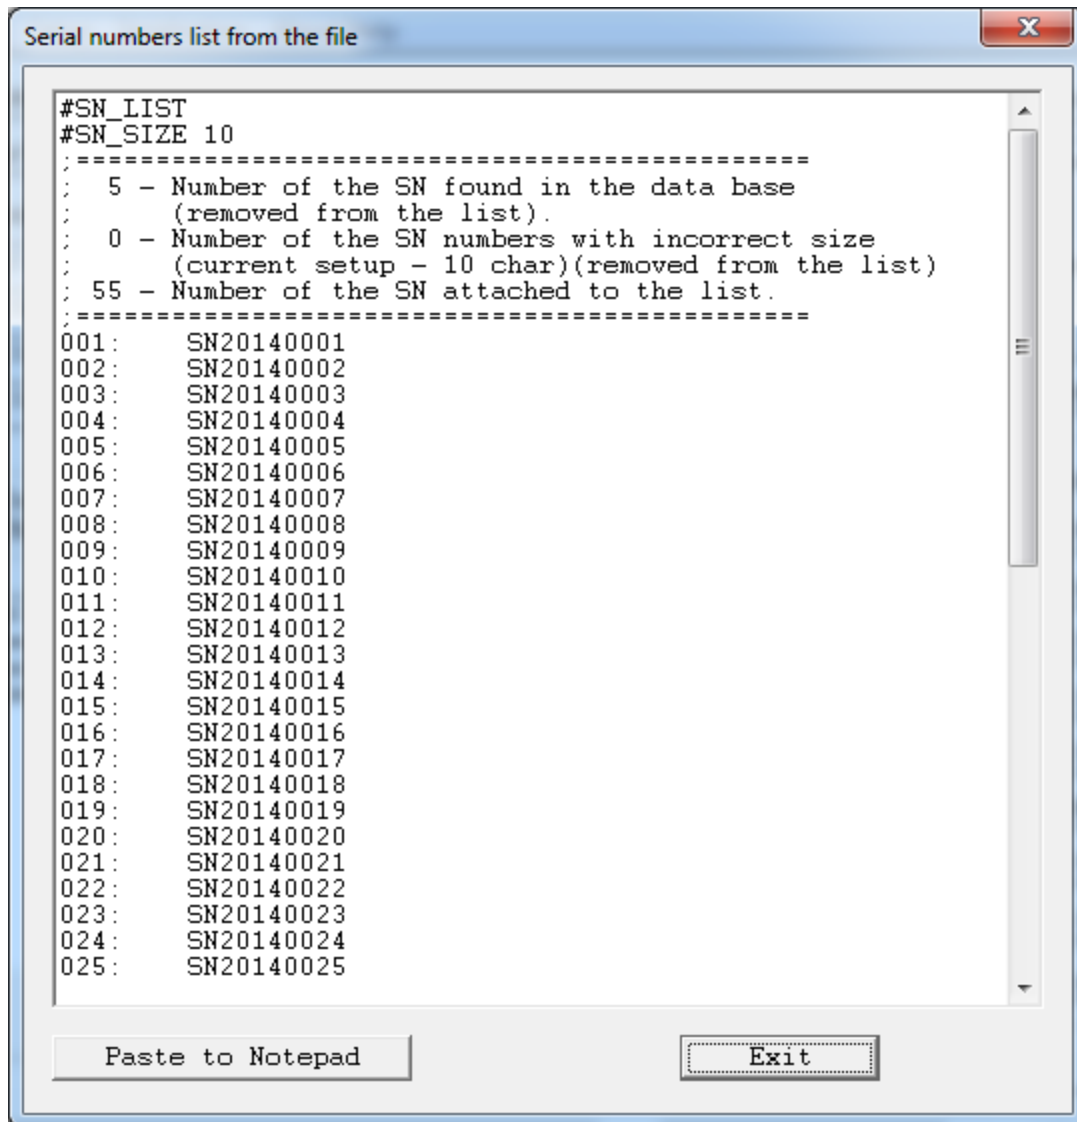 Serial numbers list from the file
#SN_LIST
#SN_SIZE 10
;==============================================
;  5 - Number of the SN found in the data base
;      (removed from the list).
;  0 - Number of the SN numbers with incorrect size
;      (current setup - 10 char)(removed from the list)
; 55 - Number of the SN attached to the list.
;==============================================
001:    SN20140001
002:    SN20140002
003:    SN20140003
004:    SN20140004
005:    SN20140005
006:    SN20140006
007:    SN20140007
008:    SN20140008
009:    SN20140009
010:    SN20140010
011:    SN20140011
012:    SN20140012
013:    SN20140013
014:    SN20140014
015:    SN20140015
016:    SN20140016
017:    SN20140017
018:    SN20140018
019:    SN20140019
020:    SN20140020
021:    SN20140021
022:    SN20140022
023:    SN20140023
024:    SN20140024
025:    SN20140025
Paste to Notepad
Exit